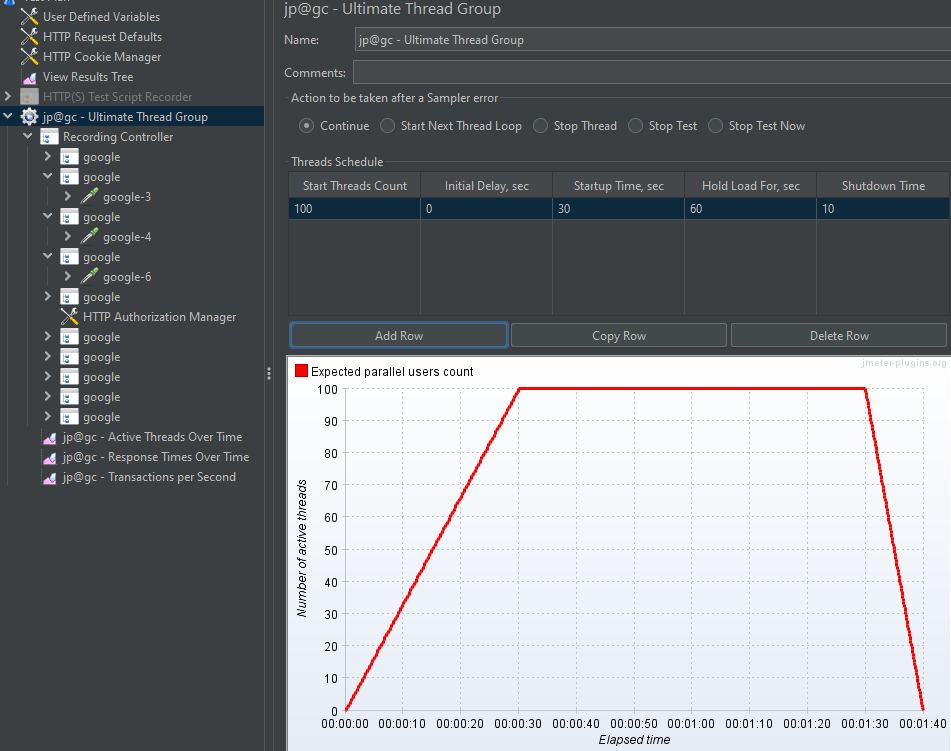 User Defined Variables
HTTP Request Defaults
HTTP Cookie Manager
View Results Tree
HTTP(S) Test Script Recorder
jp@gc - Ultimate Thread Group
Recording Controller
google
google
google-3
google
google-4
google
google-6
google
HTTP Authorization Manager
google
google
google
google
google
jp@gc - Active Threads Over Time
jp@gc - Response Times Over Time
jp@gc - Transactions per Second
jp@gc - Ultimate Thread Group
Name: jp@gc - Ultimate Thread Group
Comments:
Action to be taken after a Sampler error
Continue Start Next Thread Loop Stop Thread Stop Test Stop Test Now
Threads Schedule
Start Threads Count Initial Delay, sec Startup Time, sec Hold Load For, sec Shutdown Time
100 0 30 60 10
Add Row Copy Row Delete Row
jmeter-plugins.org
Expected parallel users count
100
90
80
70
60
50
40
30
20
10
0
Number of active threads
00:00:00 00:00:10 00:00:20 00:00:30 00:00:40 00:00:50 00:01:00 00:01:10 00:01:20 00:01:30 00:01:40
Elapsed time